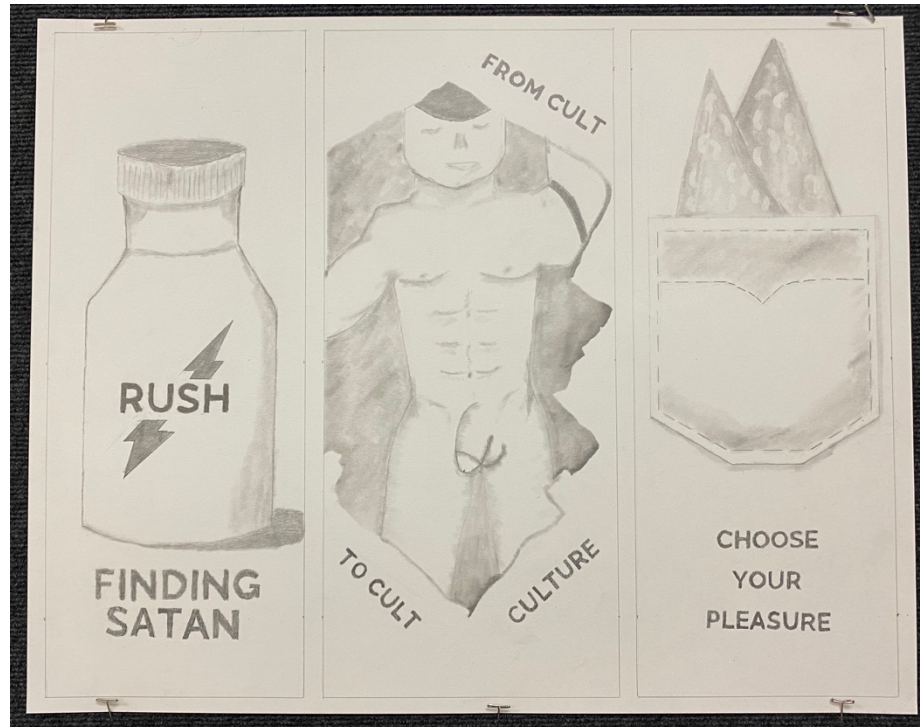 RUSH
FINDING
SATAN
FROM CULT
TO CULT
CULTURE
CHOOSE
YOUR
PLEASURE